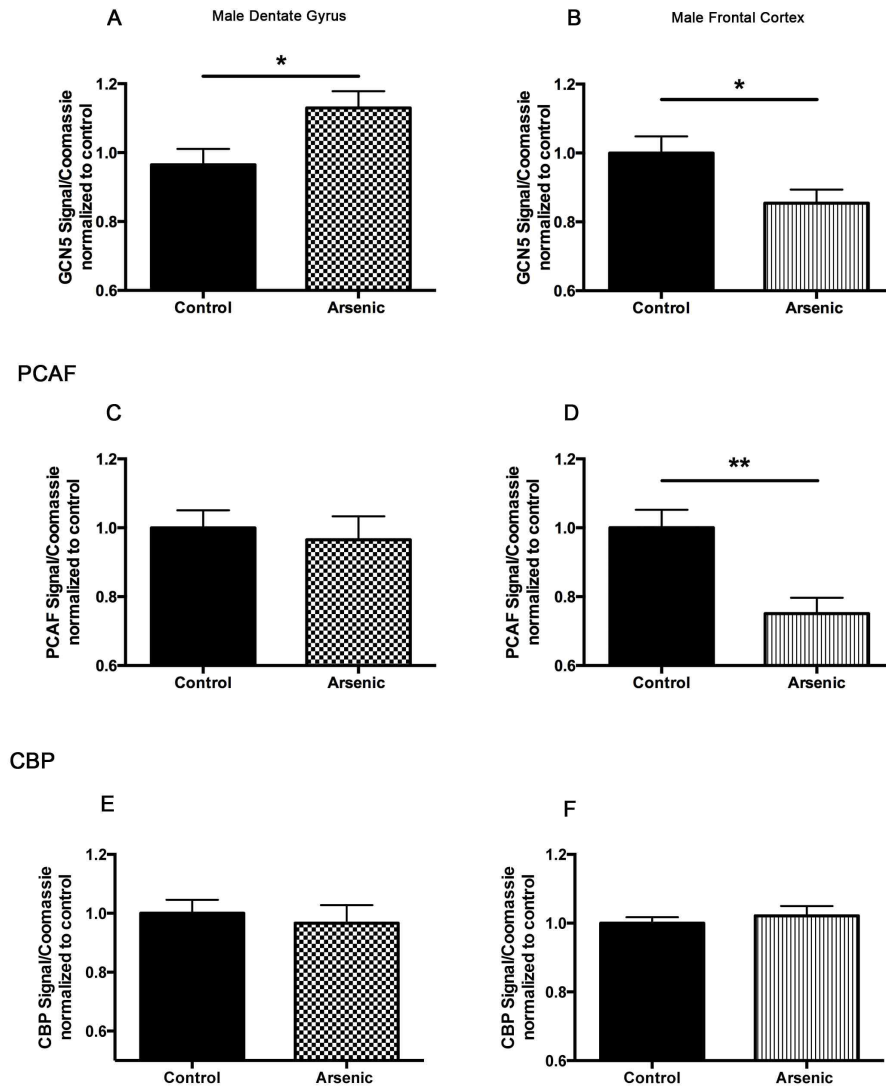 A
Male Dentate Gyrus
*
GCN5 Signal/Coomassie
normalized to control
1.2
1.0
0.8
0.6
Control Arsenic
B
Male Frontal Cortex
*
GCN5 Signal/Coomassie
normalized to control
1.2
1.0
0.8
0.6
Control Arsenic
PCAF
C
PCAF Signal/Coomassie
normalized to control
1.2
1.0
0.8
0.6
Control Arsenic
D
**
PCAF Signal/Coomassie
normalized to control
1.2
1.0
0.8
0.6
Control Arsenic
CBP
E
CBP Signal/Coomassie
normalized to control
1.2
1.0
0.8
0.6
Control Arsenic
F
CBP Signal/Coomassie
normalized to control
1.2
1.0
0.8
0.6
Control Arsenic